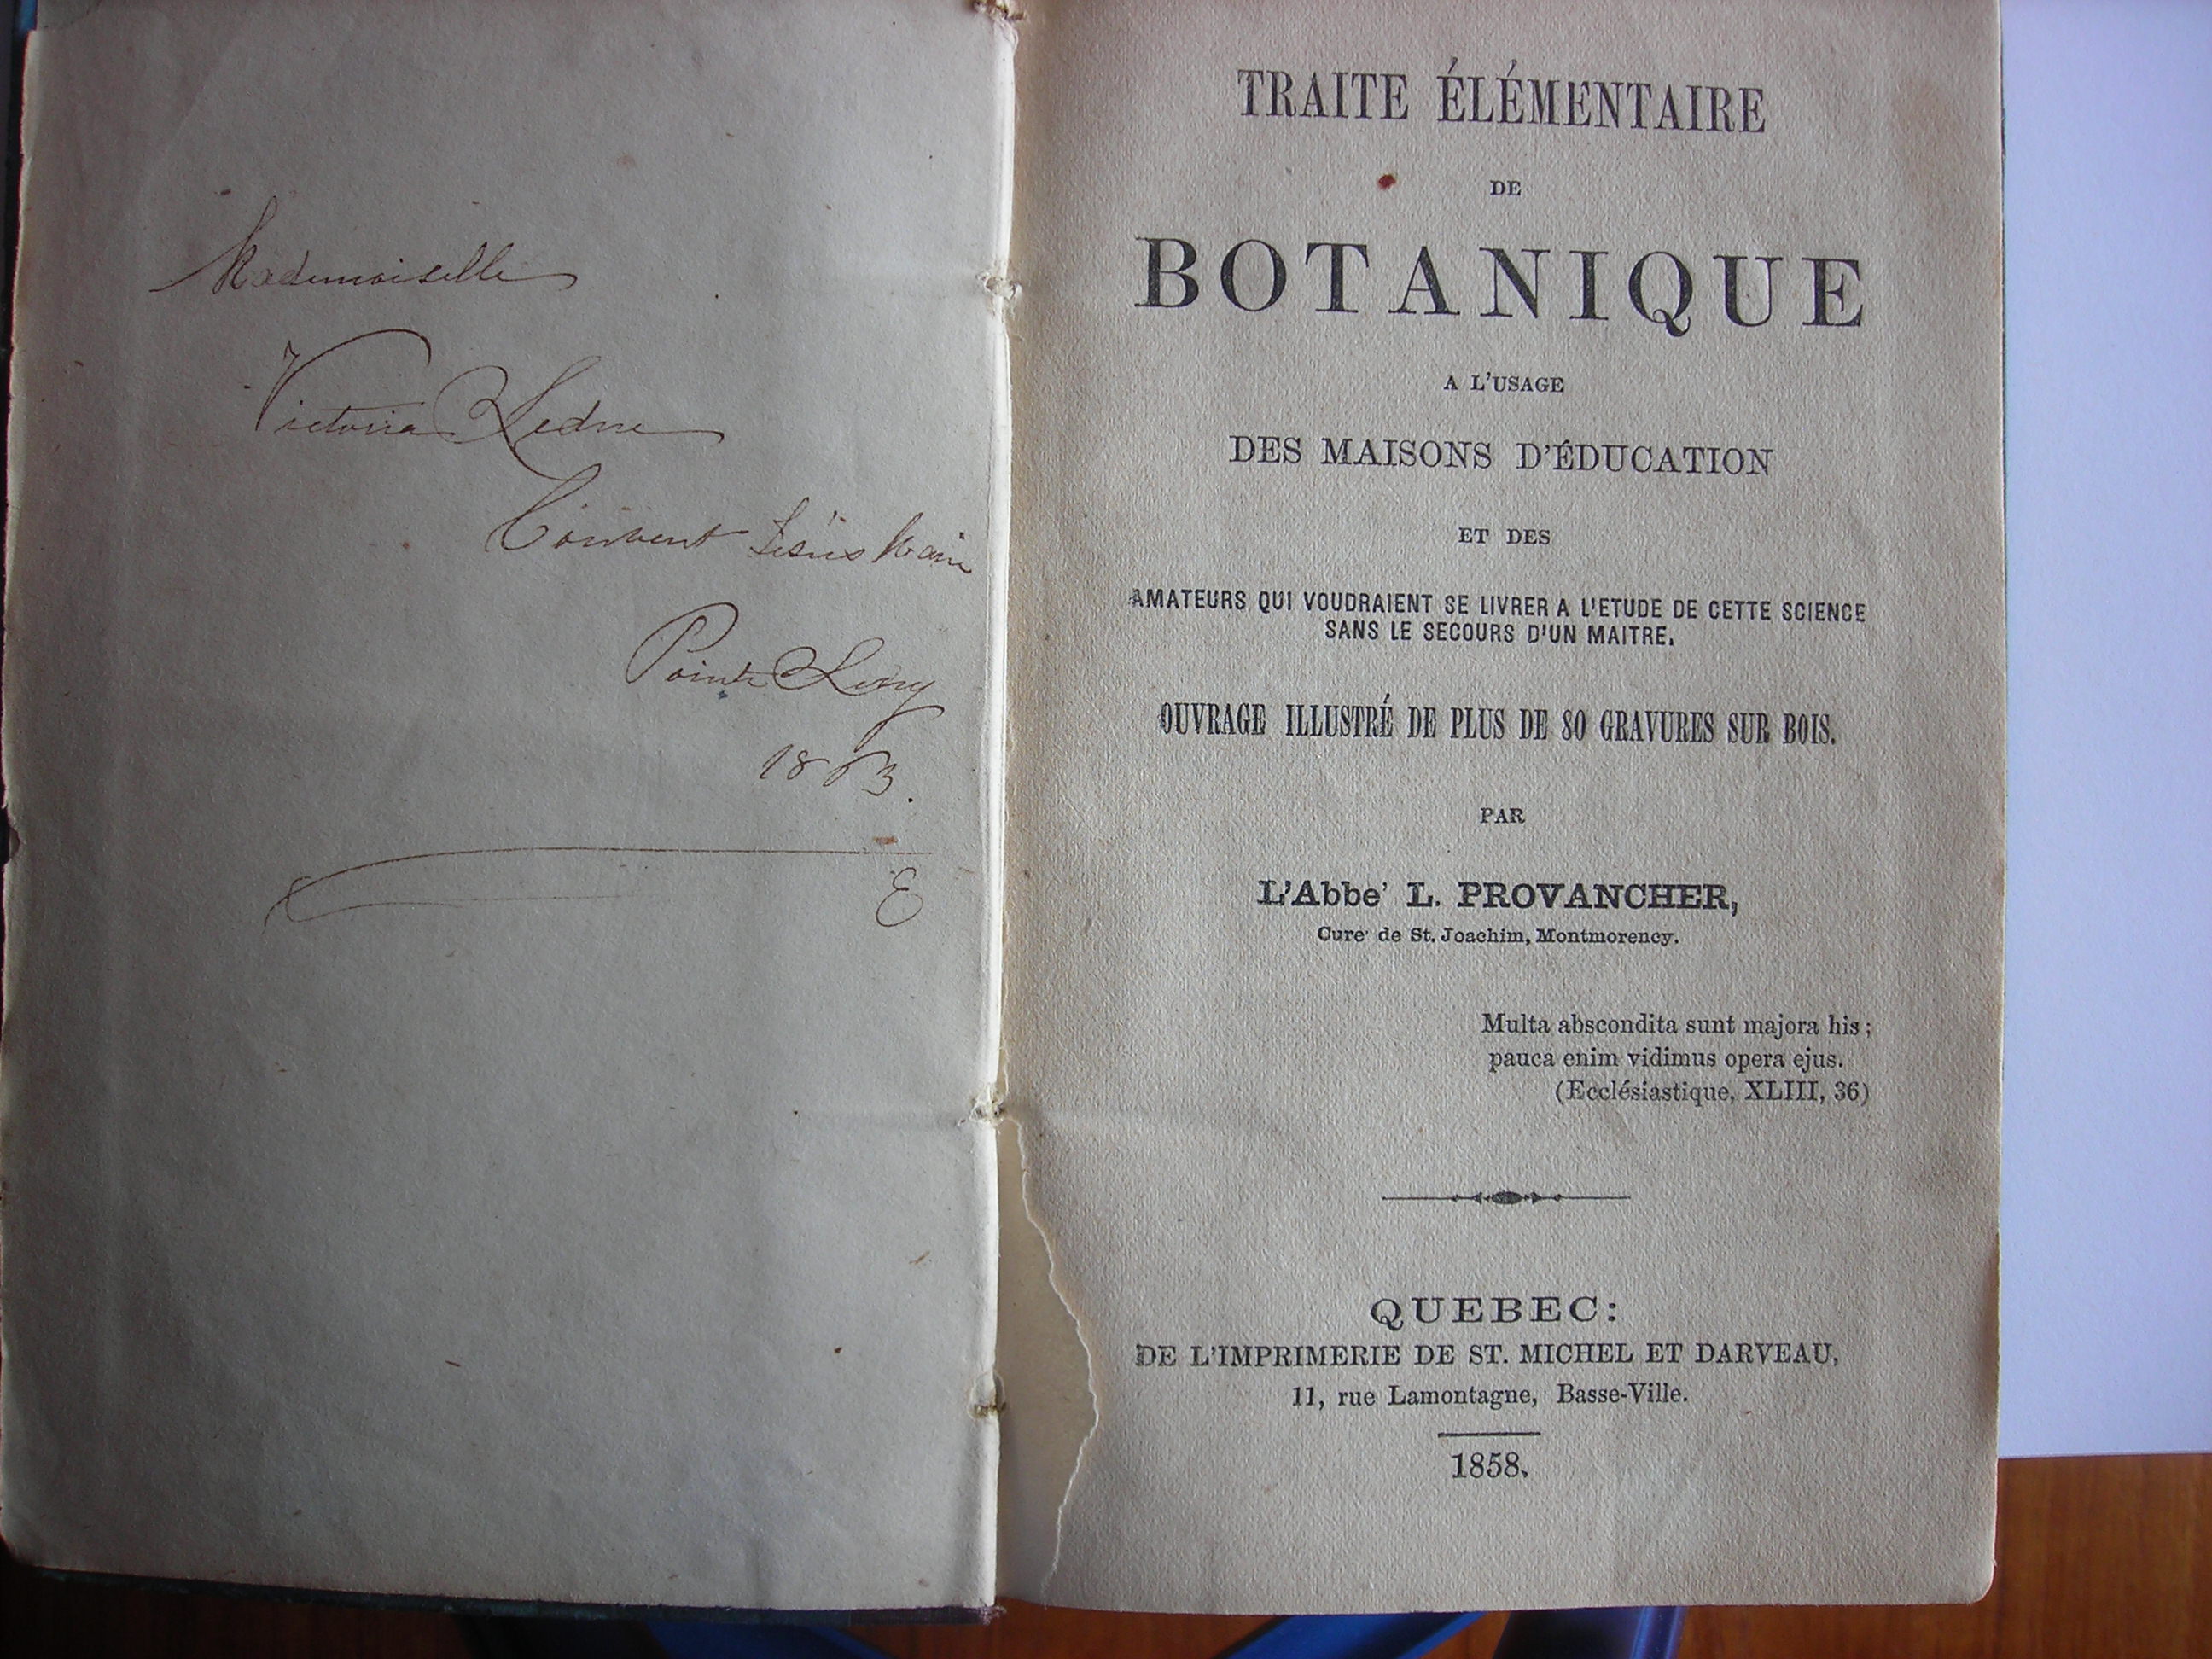 Mademoiselle
Victoria
Couvent Jésus Marie
Pointe Levy
1863.
TRAITE ÉLÉMENTAIRE
DE
BOTANIQUE
A L'USAGE
DES MAISONS D'ÉDUCATION
ET DES
AMATEURS QUI VOUDRAIENT SE LIVRER A L'ETUDE DE CETTE SCIENCE
SANS LE SECOURS D'UN MAITRE.
OUVRAGE ILLUSTRÉ DE PLUS DE 80 GRAVURES SUR BOIS.
PAR
L'Abbe' L. PROVANCHER,
Cure' de St. Joachim, Montmorency.
Multa abscondita sunt majora his ;
pauca enim vidimus opera ejus.
(Ecclésiastique, XLIII, 36)
QUEBEC:
DE L'IMPRIMERIE DE ST. MICHEL ET DARVEAU,
11, rue Lamontagne, Basse-Ville.
1858.